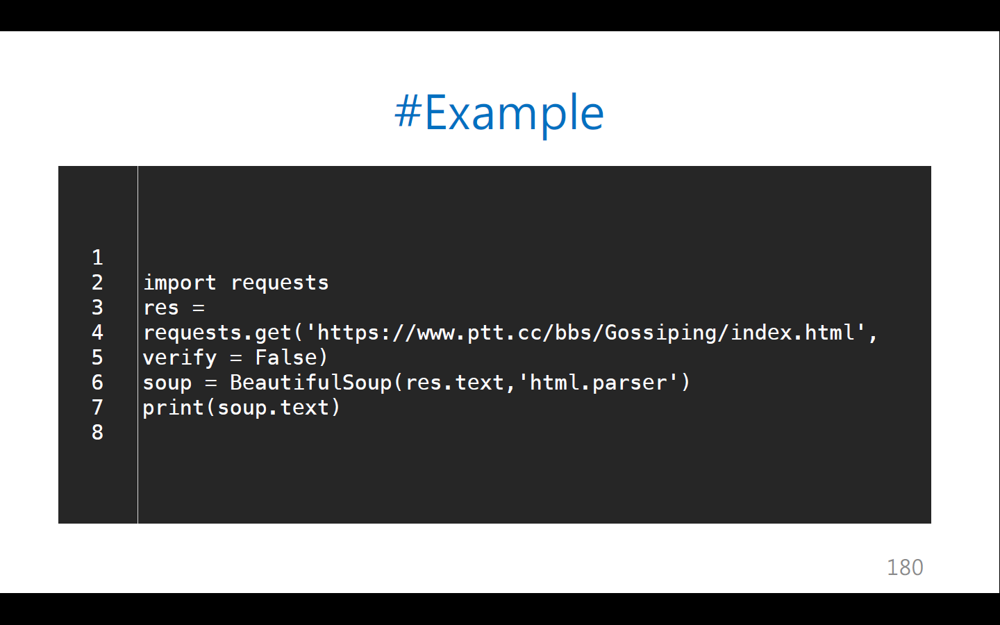 #Example
1
2 import requests
3 res =
4 requests.get('https://www.ptt.cc/bbs/Gossiping/index.html',
5 verify = False)
6 soup = BeautifulSoup(res.text,'html.parser')
7 print(soup.text)
8
180